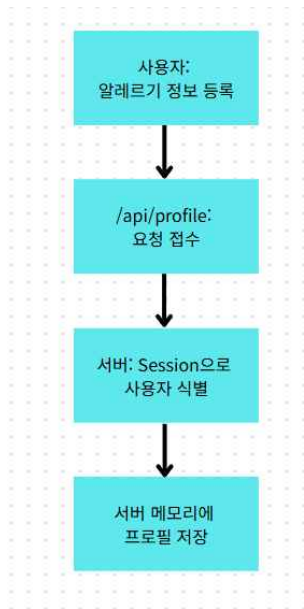 사용자:
알레르기 정보 등록
/api/profile:
요청 접수
서버: Session으로
사용자 식별
서버 메모리에
프로필 저장